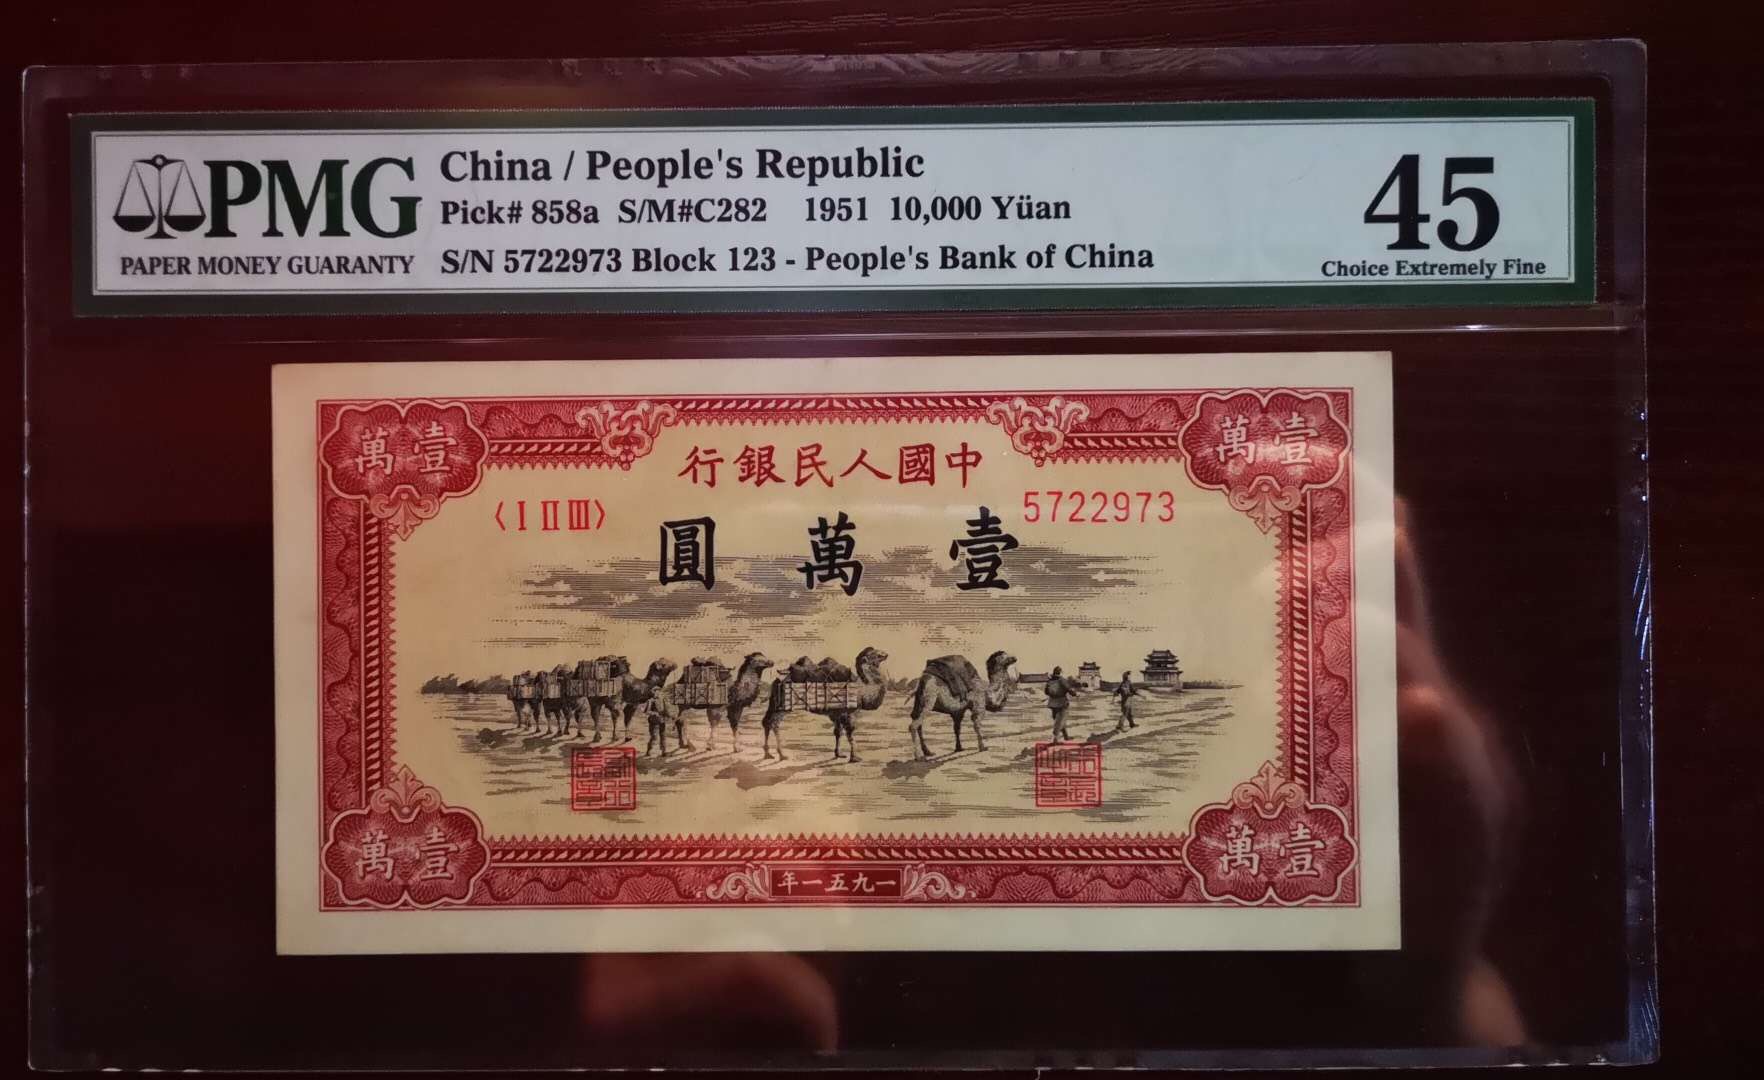 PMG
PAPER MONEY GUARANTY
China / People's Republic
Pick# 858a S/M#C282 1951 10,000 Yüan
S/N 5722973 Block 123 - People's Bank of China
45
Choice Extremely Fine
萬壹
萬壹
行銀民人國中
〈ⅠⅡⅢ〉
5722973
圓萬壹
萬壹
萬壹
年一五九一